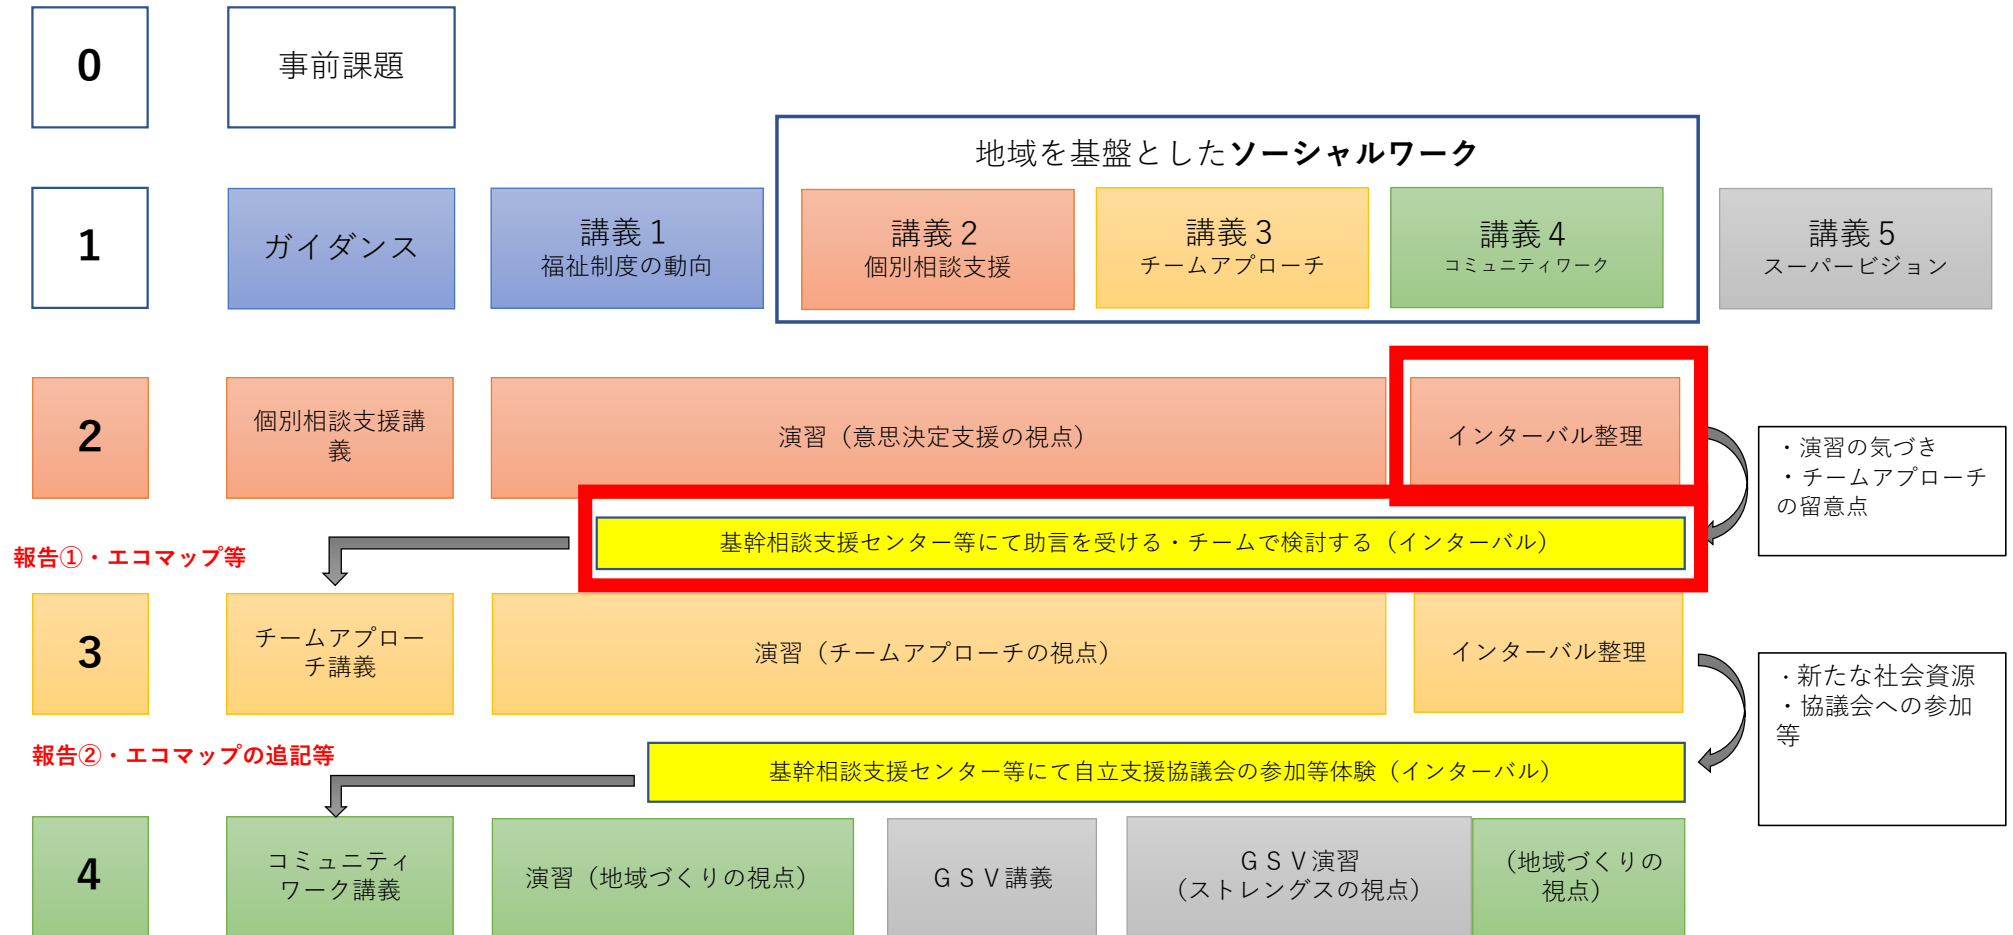 0
事前課題
地域を基盤としたソーシャルワーク
1
ガイダンス
講義１
福祉制度の動向
講義２
個別相談支援
講義３
チームアプローチ
講義４
コミュニティワーク
講義５
スーパービジョン
2
個別相談支援講
義
演習（意思決定支援の視点）
インターバル整理
・演習の気づき
・チームアプローチ
の留意点
基幹相談支援センター等にて助言を受ける・チームで検討する（インターバル）
報告①・エコマップ等
3
チームアプロー
チ講義
演習（チームアプローチの視点）
インターバル整理
・新たな社会資源
・協議会への参加
等
報告②・エコマップの追記等
基幹相談支援センター等にて自立支援協議会の参加等体験（インターバル）
4
コミュニティ
ワーク講義
演習（地域づくりの視点）
ＧＳＶ講義
ＧＳＶ演習
（ストレングスの視点）
（地域づくりの
視点）